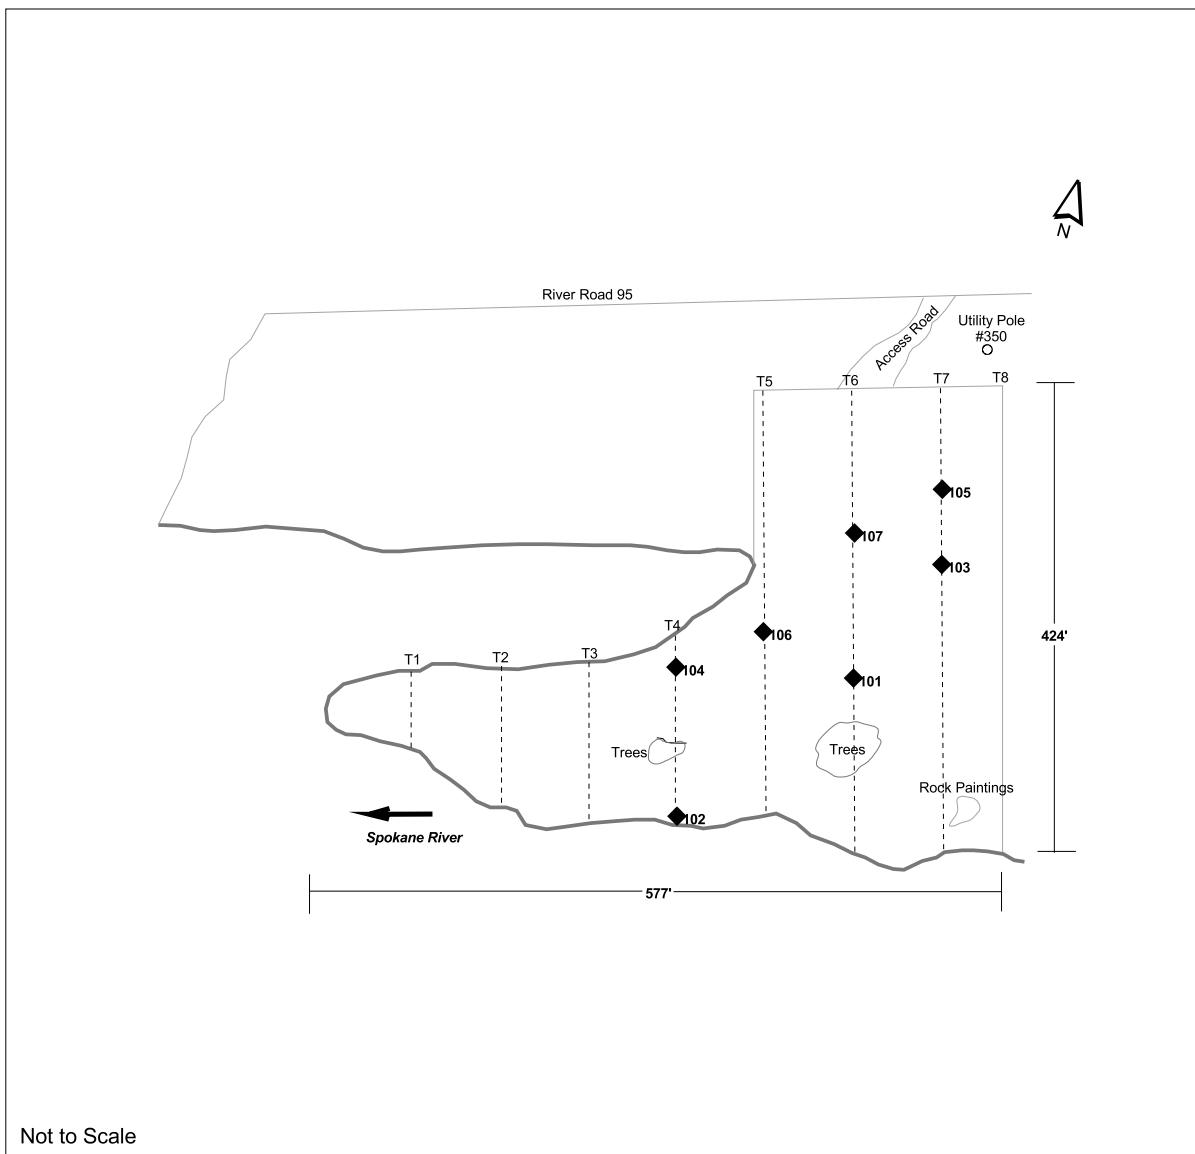 N
River Road 95
Access Road
Utility Pole
#350
T5
T6
T7
T8
105
107
103
T4
106
424'
T1
T2
T3
104
101
Trees
Trees
Rock Paintings
102
Spokane River
577'
Not to Scale